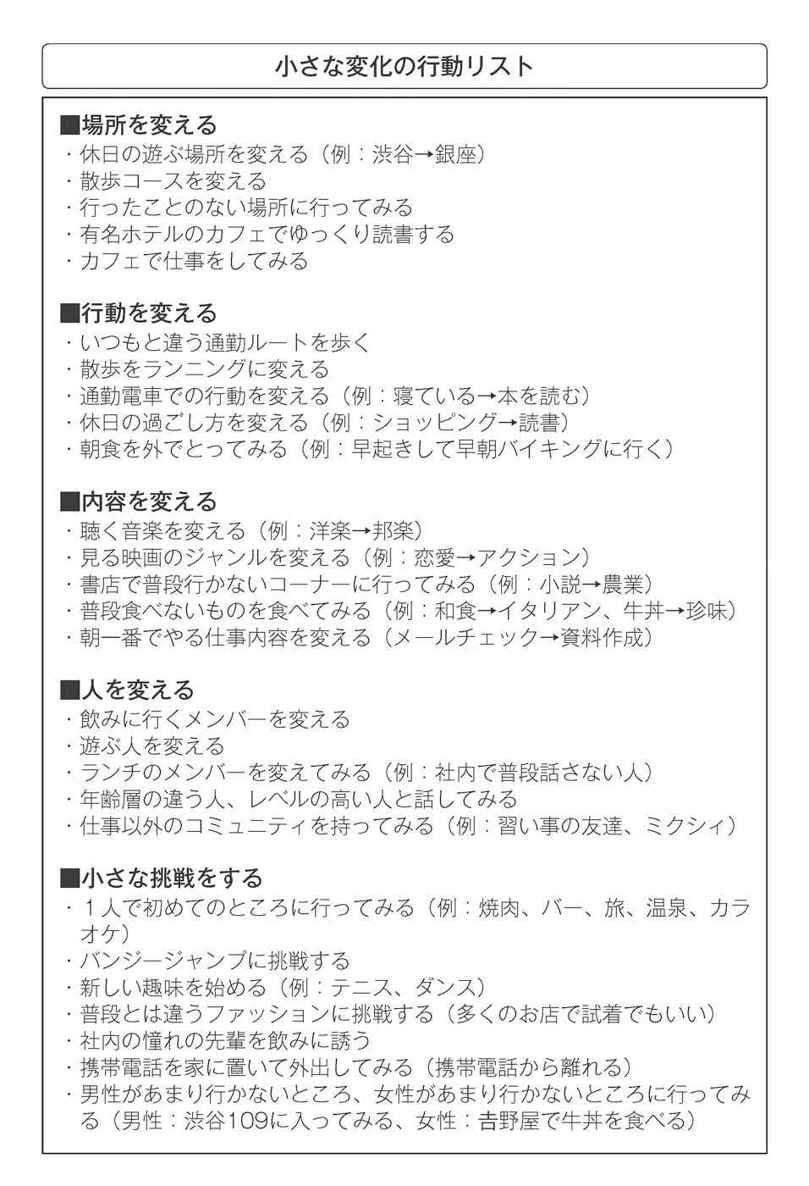 小さな変化の行動リスト
■場所を変える
・休日の遊ぶ場所を変える（例：渋谷→銀座）
・散歩コースを変える
・行ったことのない場所に行ってみる
・有名ホテルのカフェでゆっくり読書する
・カフェで仕事をしてみる
■行動を変える
・いつもと違う通勤ルートを歩く
・散歩をランニングに変える
・通勤電車での行動を変える（例：寝ている→本を読む）
・休日の過ごし方を変える（例：ショッピング→読書）
・朝食を外でとってみる（例：早起きして早朝バイキングに行く）
■内容を変える
・聴く音楽を変える（例：洋楽→邦楽）
・見る映画のジャンルを変える（例：恋愛→アクション）
・書店で普段行かないコーナーに行ってみる（例：小説→農業）
・普段食べないものを食べてみる（例：和食→イタリアン、牛丼→珍味）
・朝一番でやる仕事内容を変える（メールチェック→資料作成）
■人を変える
・飲みに行くメンバーを変える
・遊ぶ人を変える
・ランチのメンバーを変えてみる（例：社内で普段話さない人）
・年齢層の違う人、レベルの高い人と話してみる
・仕事以外のコミュニティを持ってみる（例：習い事の友達、ミクシィ）
■小さな挑戦をする
・１人で初めてのところに行ってみる（例：焼肉、バー、旅、温泉、カラ
オケ）
・バンジージャンプに挑戦する
・新しい趣味を始める（例：テニス、ダンス）
・普段とは違うファッションに挑戦する（多くのお店で試着でもいい）
・社内の憧れの先輩を飲みに誘う
・携帯電話を家に置いて外出してみる（携帯電話から離れる）
・男性があまり行かないところ、女性があまり行かないところに行ってみ
る（男性：渋谷109に入ってみる、女性：𠮷野屋で牛丼を食べる）